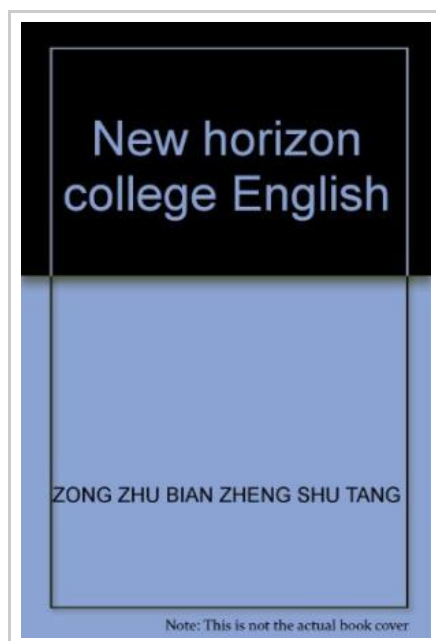 New horizon
college English
ZONG ZHU BIAN ZHENG SHU TANG
Note: This is not the actual book cover